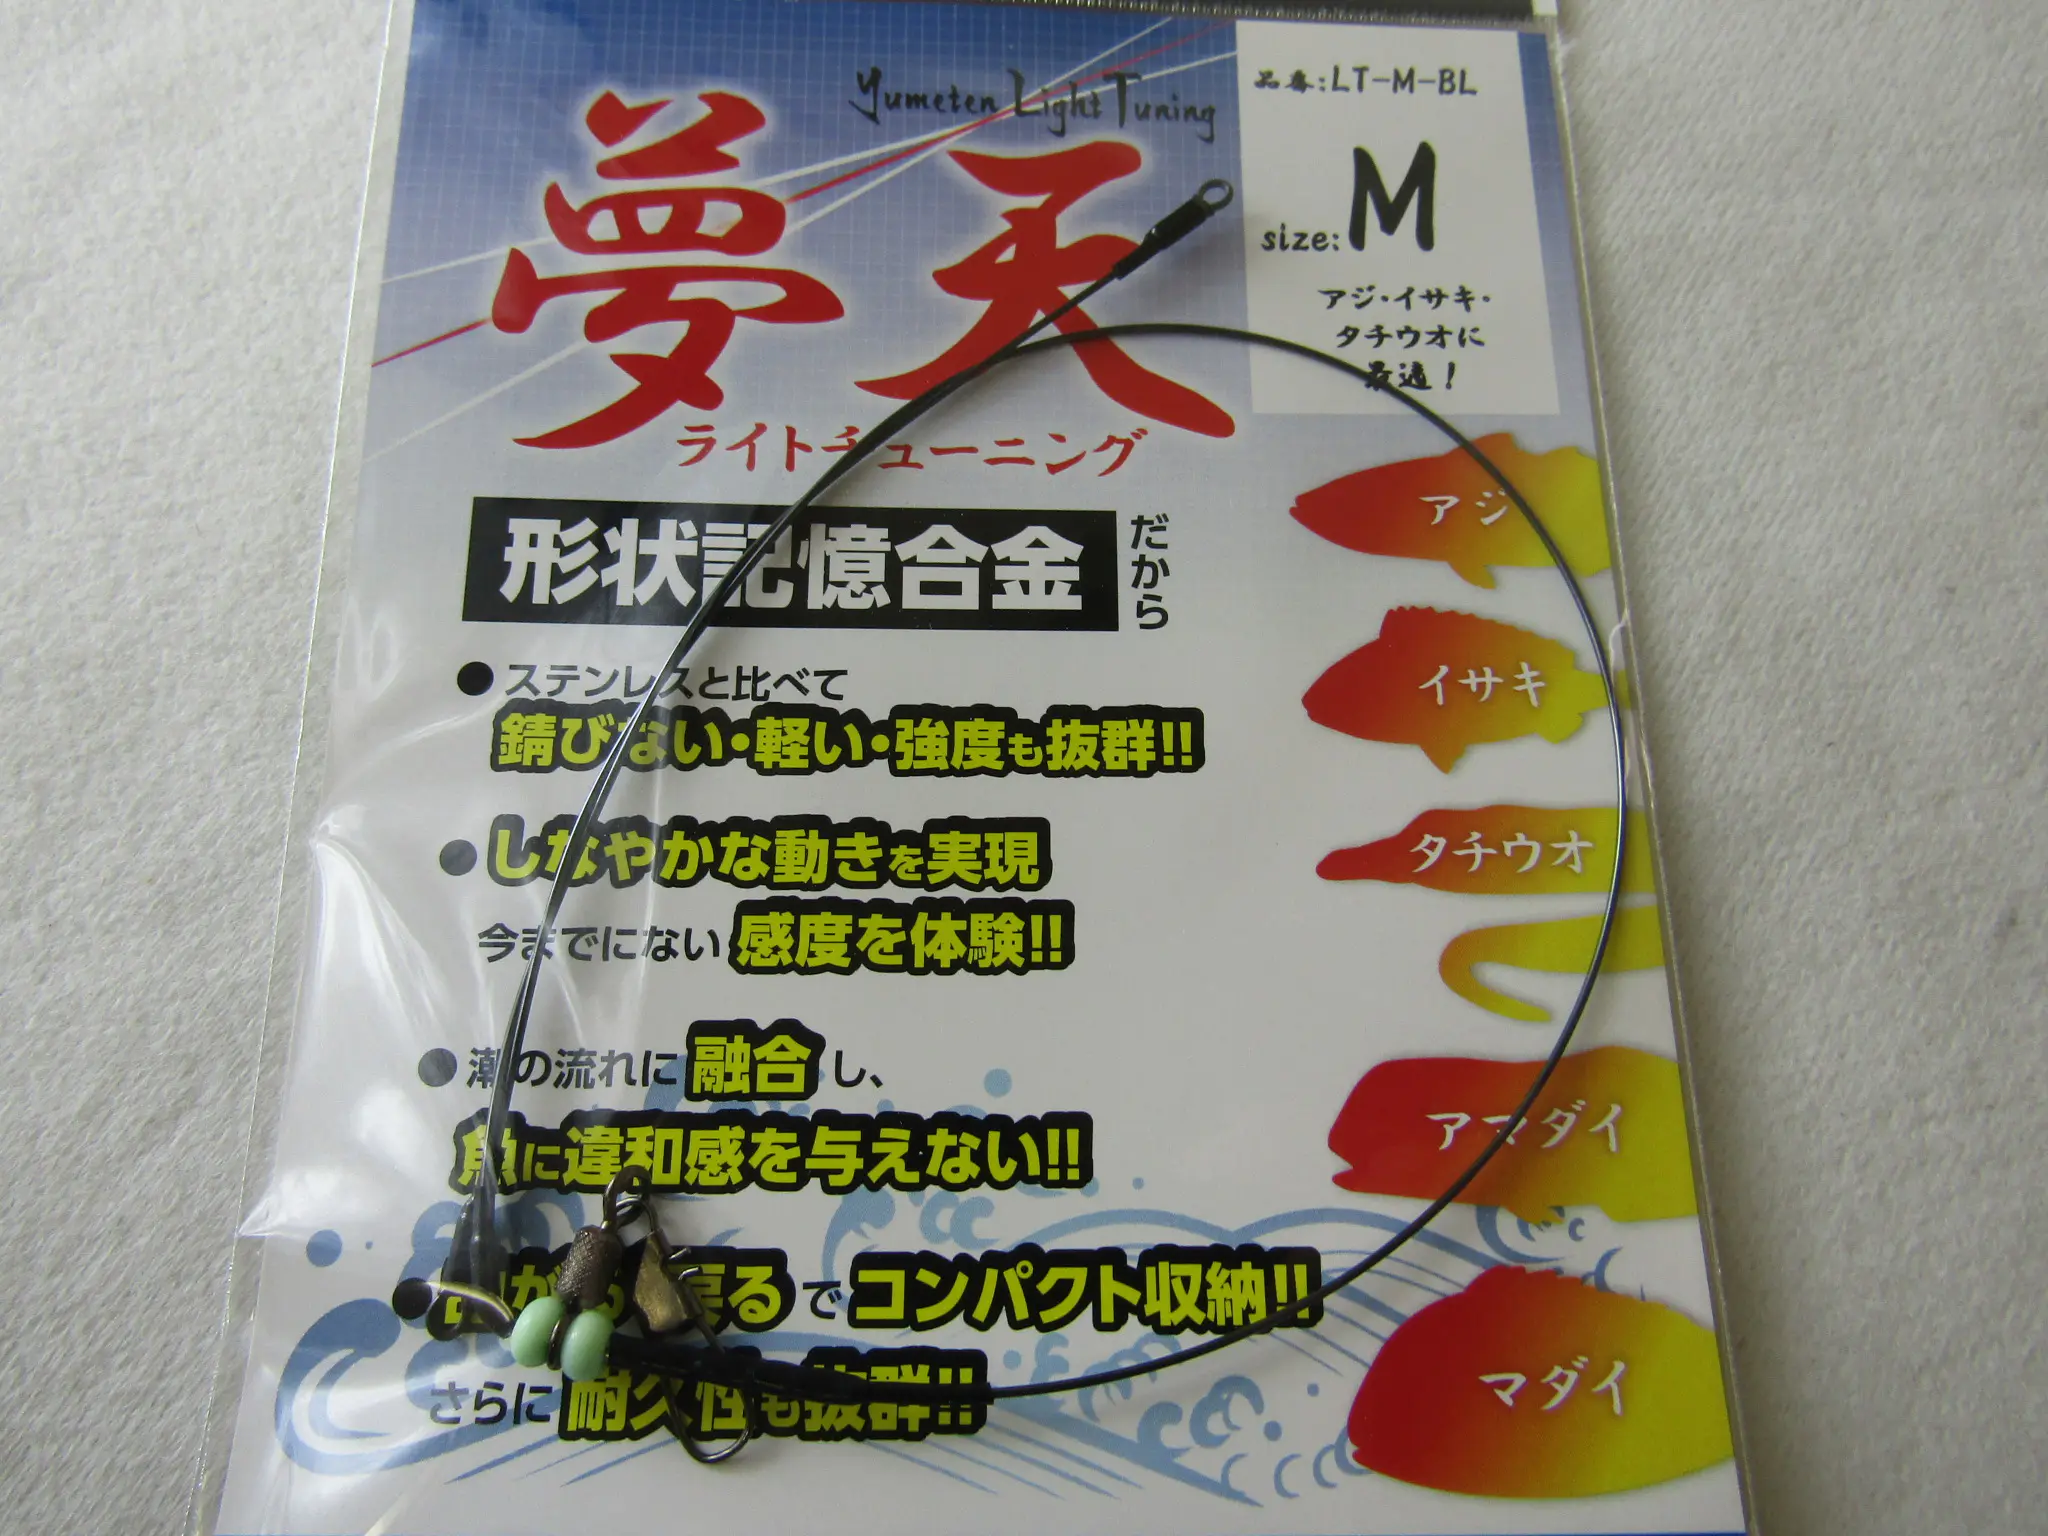 Yumeten Light Tuning
夢天
ライトチューニング
品番:LT-M-BL
size:M
アジ・イサキ・
タチウオに
最適!
形状記憶合金だから
●ステンレスと比べて
錆びない・軽い・強度も抜群!!
●しなやかな動きを実現
今までにない 感度を体験!!
●潮の流れに 融合 し、
魚に違和感を与えない!!
戻るでコンパクト収納!!
さらに 耐久性も抜群!!
アジ
イサキ
タチウオ
アマダイ
マダイ